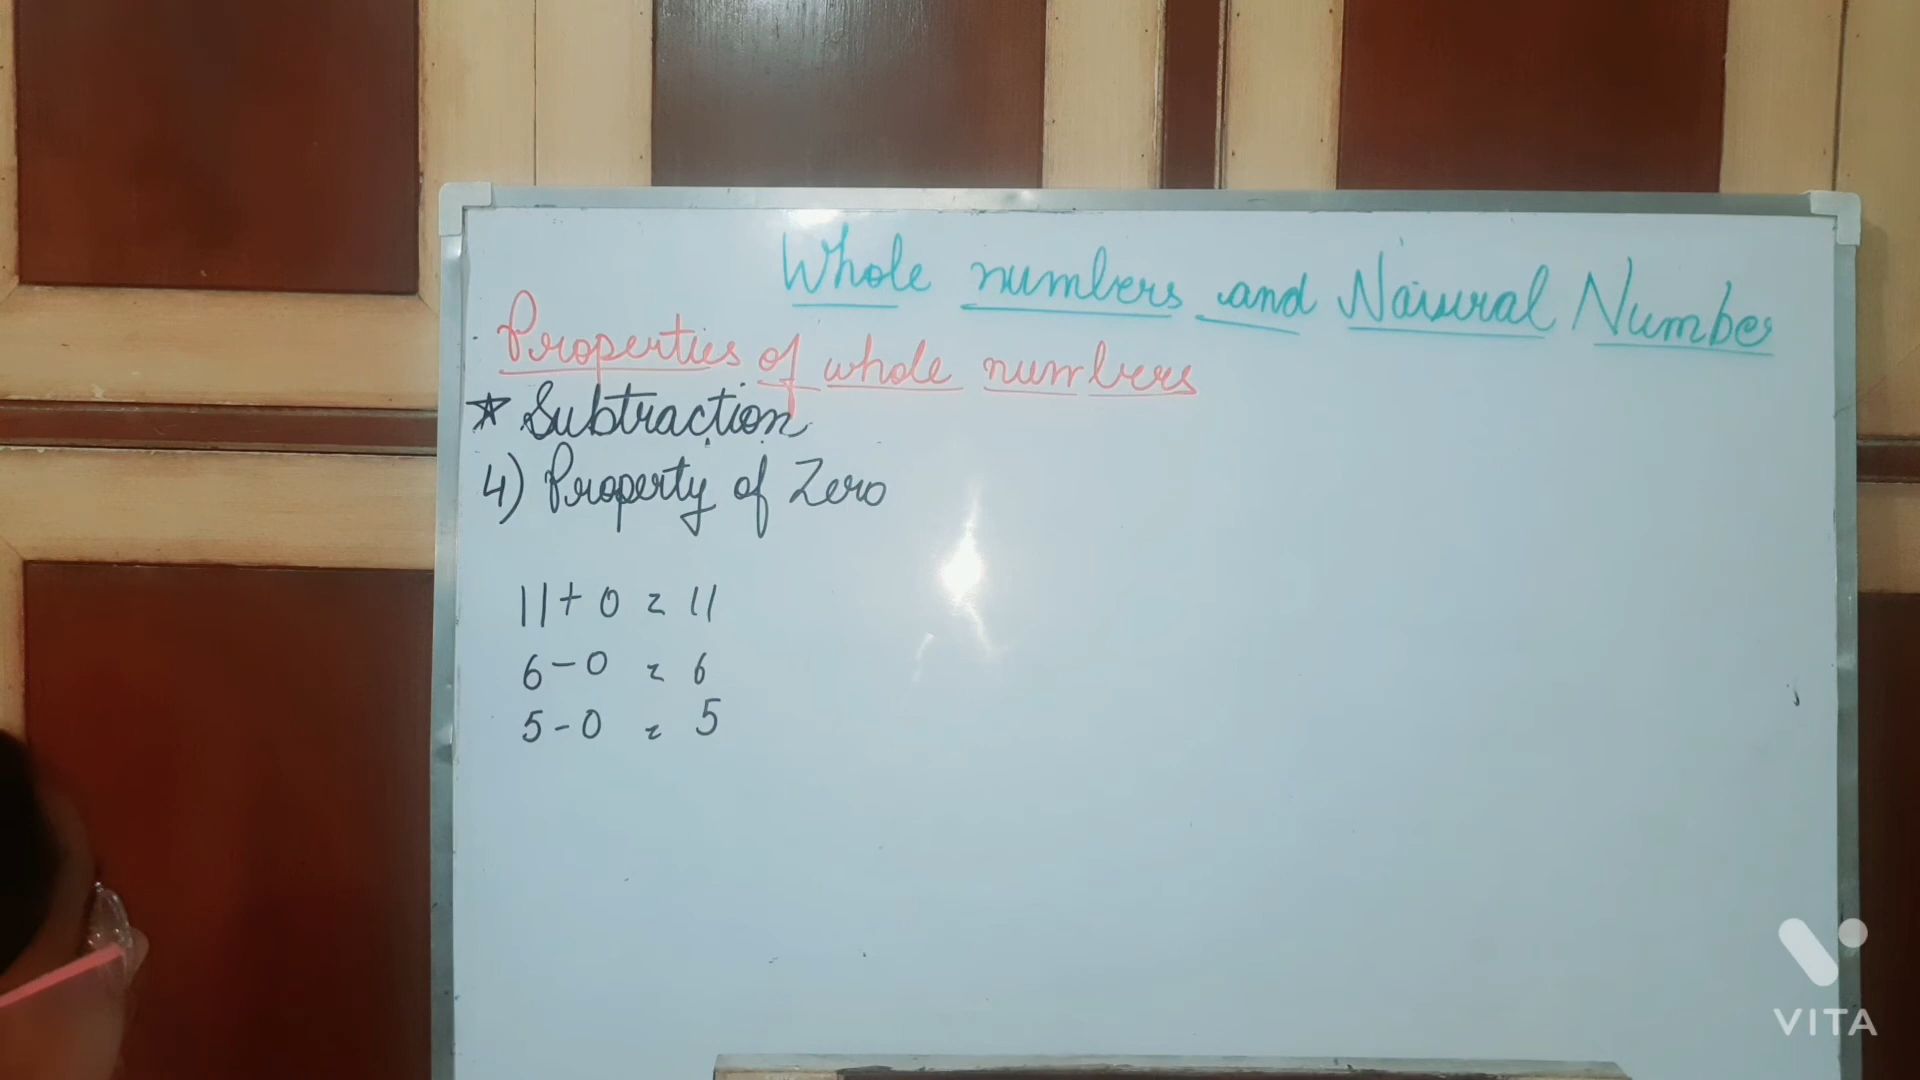 Whole numbers and Natural Number
Properties of whole numbers
★ Subtraction
4) Property of Zero
11 + 0 = 11
6 - 0 = 6
5 - 0 = 5
VITA